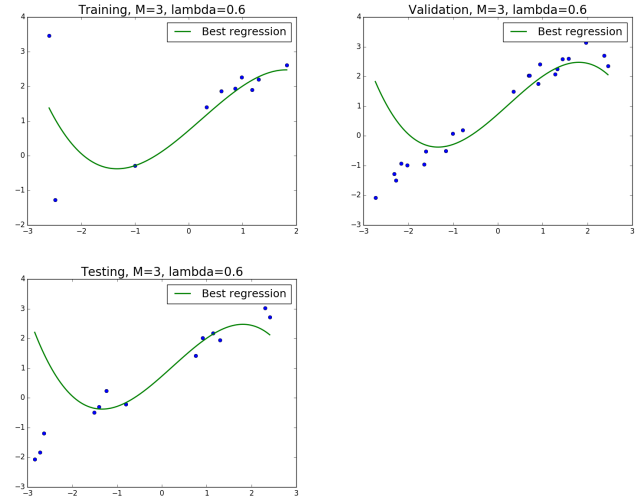 Training, M=3, lambda=0.6
Best regression
4
3
2
1
0
−1
−2
−3 −2 −1 0 1 2
Validation, M=3, lambda=0.6
Best regression
4
3
2
1
0
−1
−2
−3
−3 −2 −1 0 1 2 3
Testing, M=3, lambda=0.6
Best regression
4
3
2
1
0
−1
−2
−3
−3 −2 −1 0 1 2 3